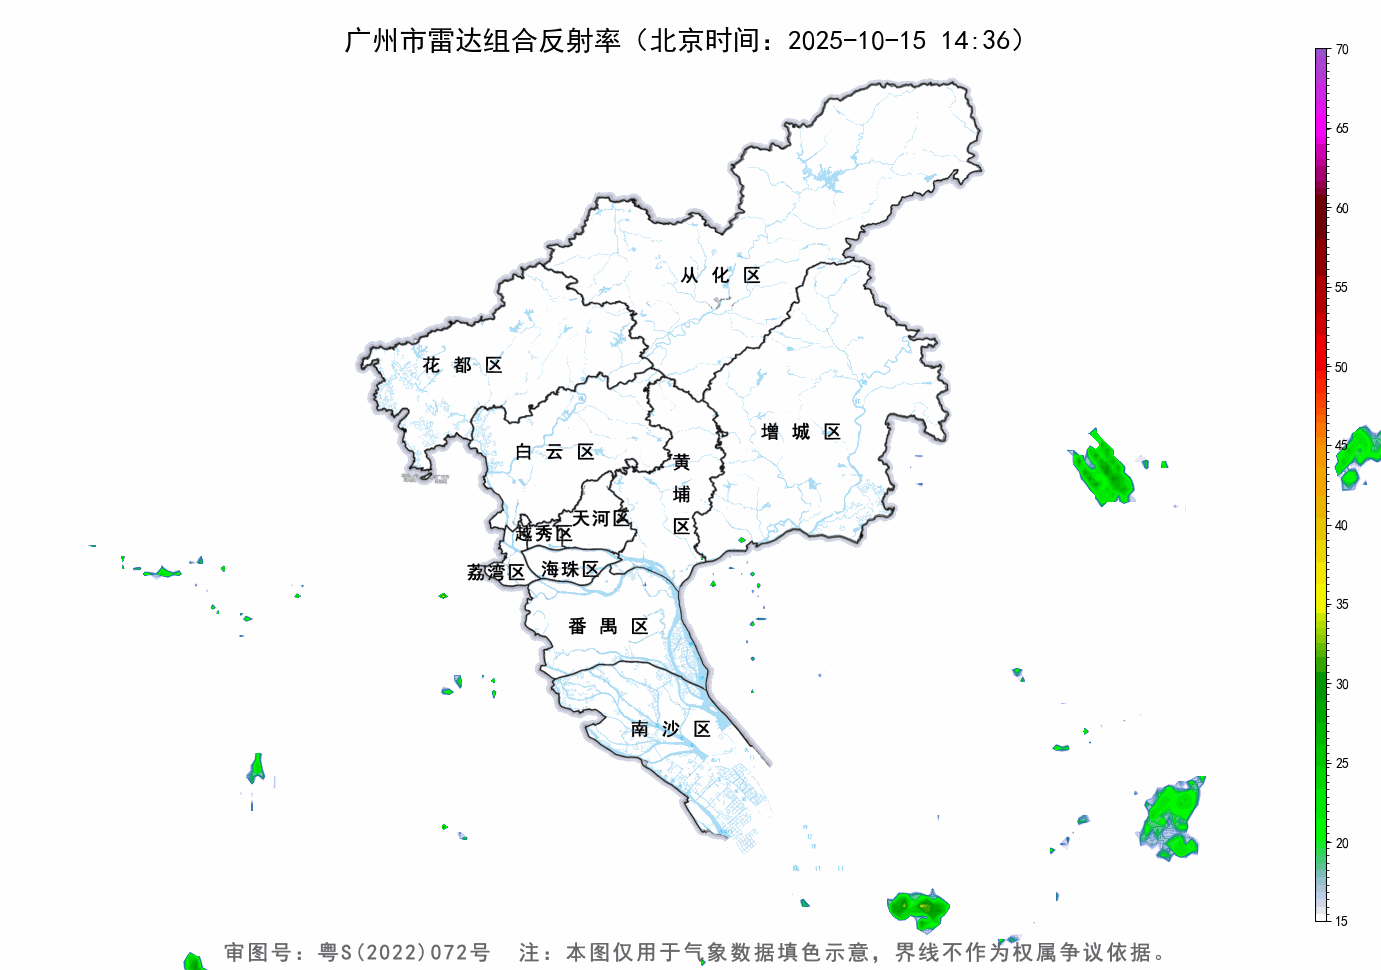 广州市雷达组合反射率（北京时间：2025-10-15 14:36）
70
65
60
55
50
45
40
35
30
25
20
15
从化区
花都区
增城区
白云区
黄埔区
天河区
越秀区
荔湾区
海珠区
番禺区
南沙区
审图号：粤S(2022)072号 注：本图仅用于气象数据填色示意，界线不作为权属争议依据。